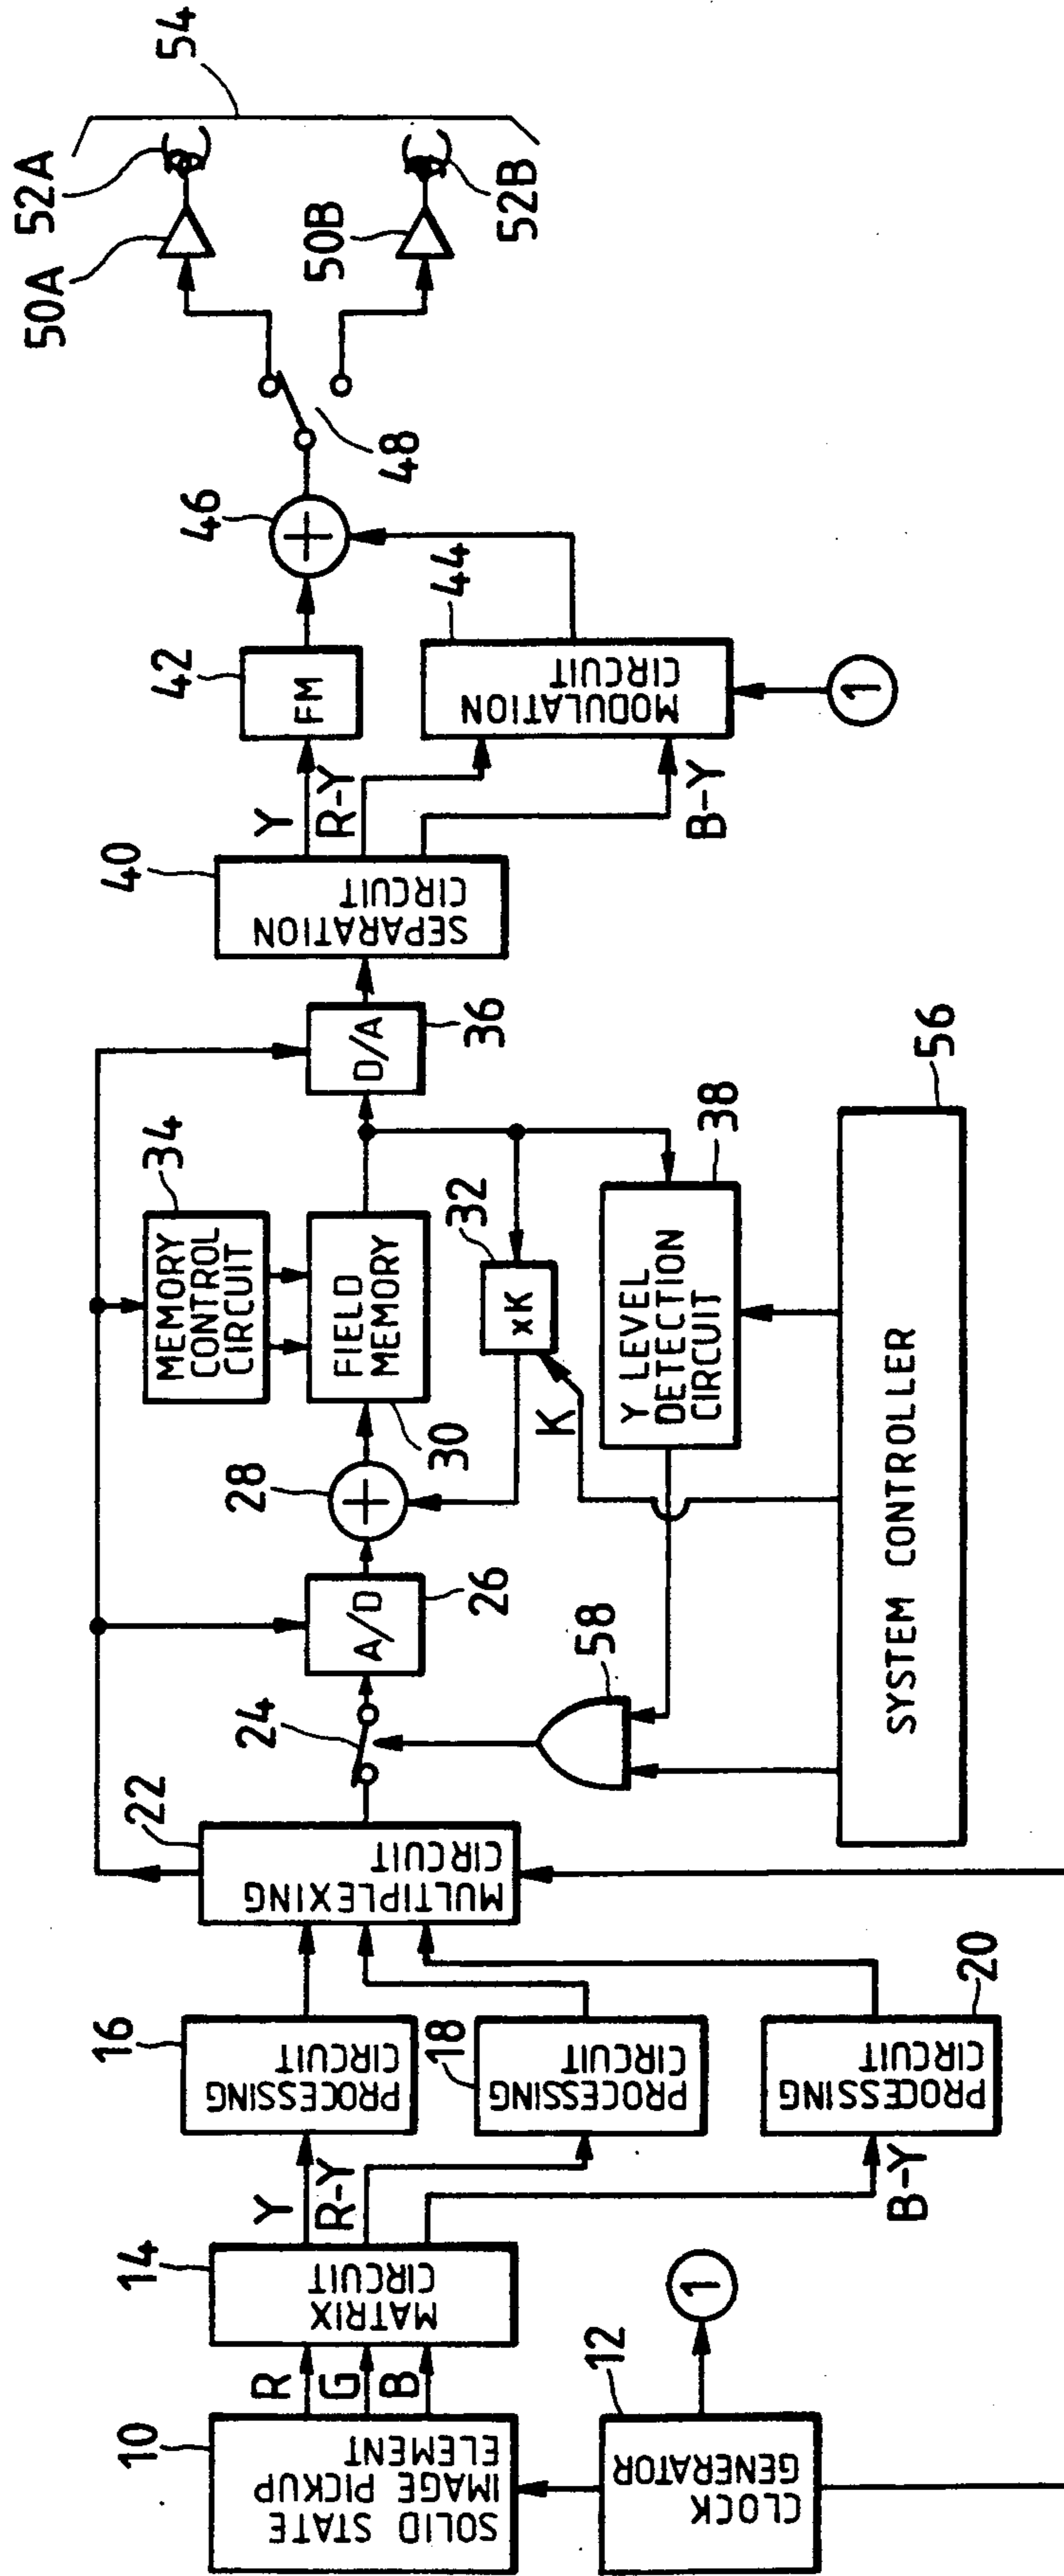 10
SOLID STATE
IMAGE PICKUP
ELEMENT
R
G
B
12
CLOCK
GENERATOR
1
14
MATRIX
CIRCUIT
Y
R-Y
B-Y
16
PROCESSING
CIRCUIT
18
PROCESSING
CIRCUIT
20
PROCESSING
CIRCUIT
22
MULTIPLEXING
CIRCUIT
24
26
A/D
28
30
FIELD
MEMORY
34
MEMORY
CONTROL
CIRCUIT
32
xK
K
36
D/A
38
Y LEVEL
DETECTION
CIRCUIT
58
56
SYSTEM CONTROLLER
40
SEPARATION
CIRCUIT
Y
R-Y
B-Y
42
FM
44
MODULATION
CIRCUIT
1
46
48
50A
52A
50B
52B
54